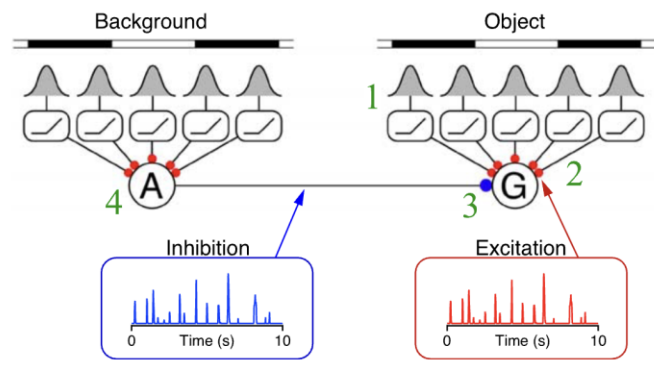 Background Object
1
A G 2
4 3
Inhibition Excitation
0 Time (s) 10 0 Time (s) 10